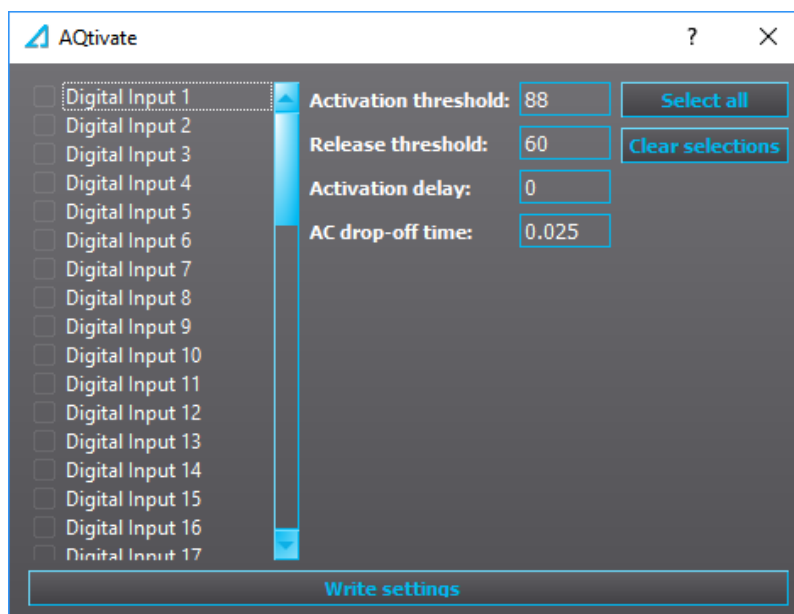 AQtivate
?
Digital Input 1
Digital Input 2
Digital Input 3
Digital Input 4
Digital Input 5
Digital Input 6
Digital Input 7
Digital Input 8
Digital Input 9
Digital Input 10
Digital Input 11
Digital Input 12
Digital Input 13
Digital Input 14
Digital Input 15
Digital Input 16
Digital Input 17
Activation threshold: 88
Release threshold: 60
Activation delay: 0
AC drop-off time: 0.025
Select all
Clear selections
Write settings